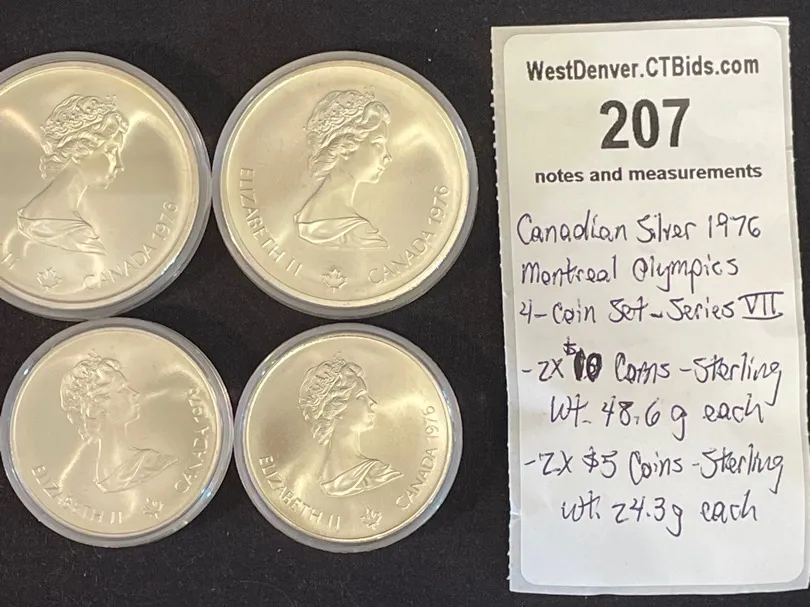 WestDenver.CTBids.com
207
notes and measurements
Canadian Silver 1976
Montreal Olympics
4-Coin Set-Series VII
-2x $10 Coins-Sterling
Wt. 48.6 g each
-2x $5 Coins-Sterling
wt. 24.3g each
II CANADA 1976
ELIZABETH II CANADA 1976
ELIZABETH II CANADA 1976
ELIZABETH II CANADA 1976